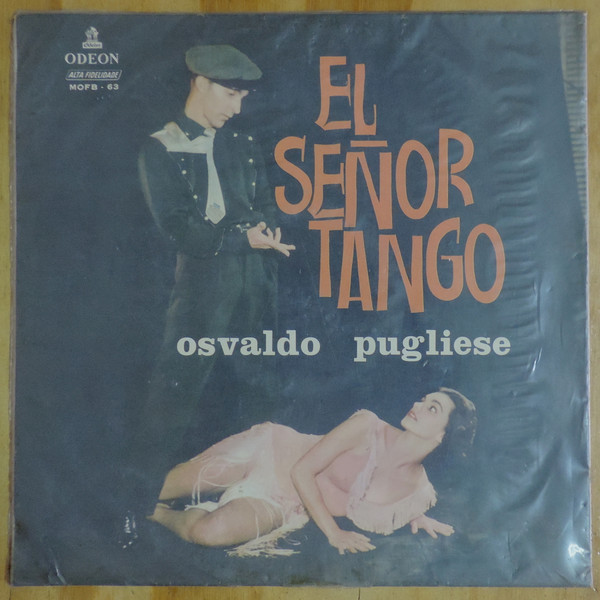 ODEON
ALTA FIDELIDADE
MOFB - 63
EL
SEÑOR
TANGO
osvaldo pugliese